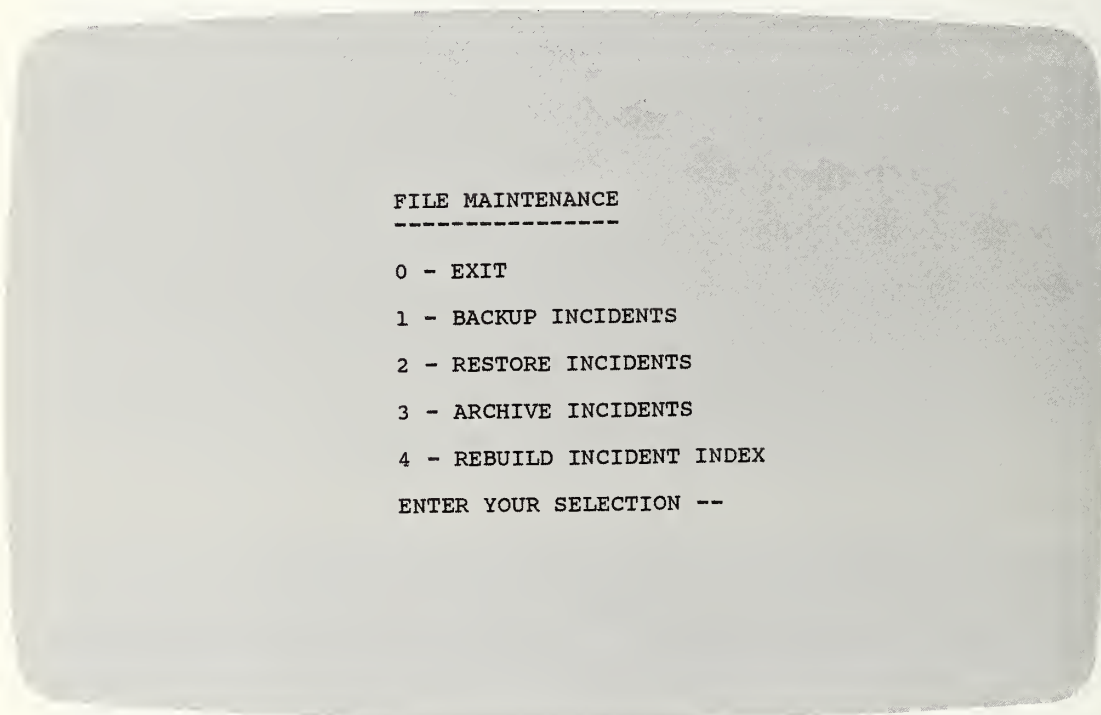 FILE MAINTENANCE
----------------
0 - EXIT
1 - BACKUP INCIDENTS
2 - RESTORE INCIDENTS
3 - ARCHIVE INCIDENTS
4 - REBUILD INCIDENT INDEX
ENTER YOUR SELECTION --